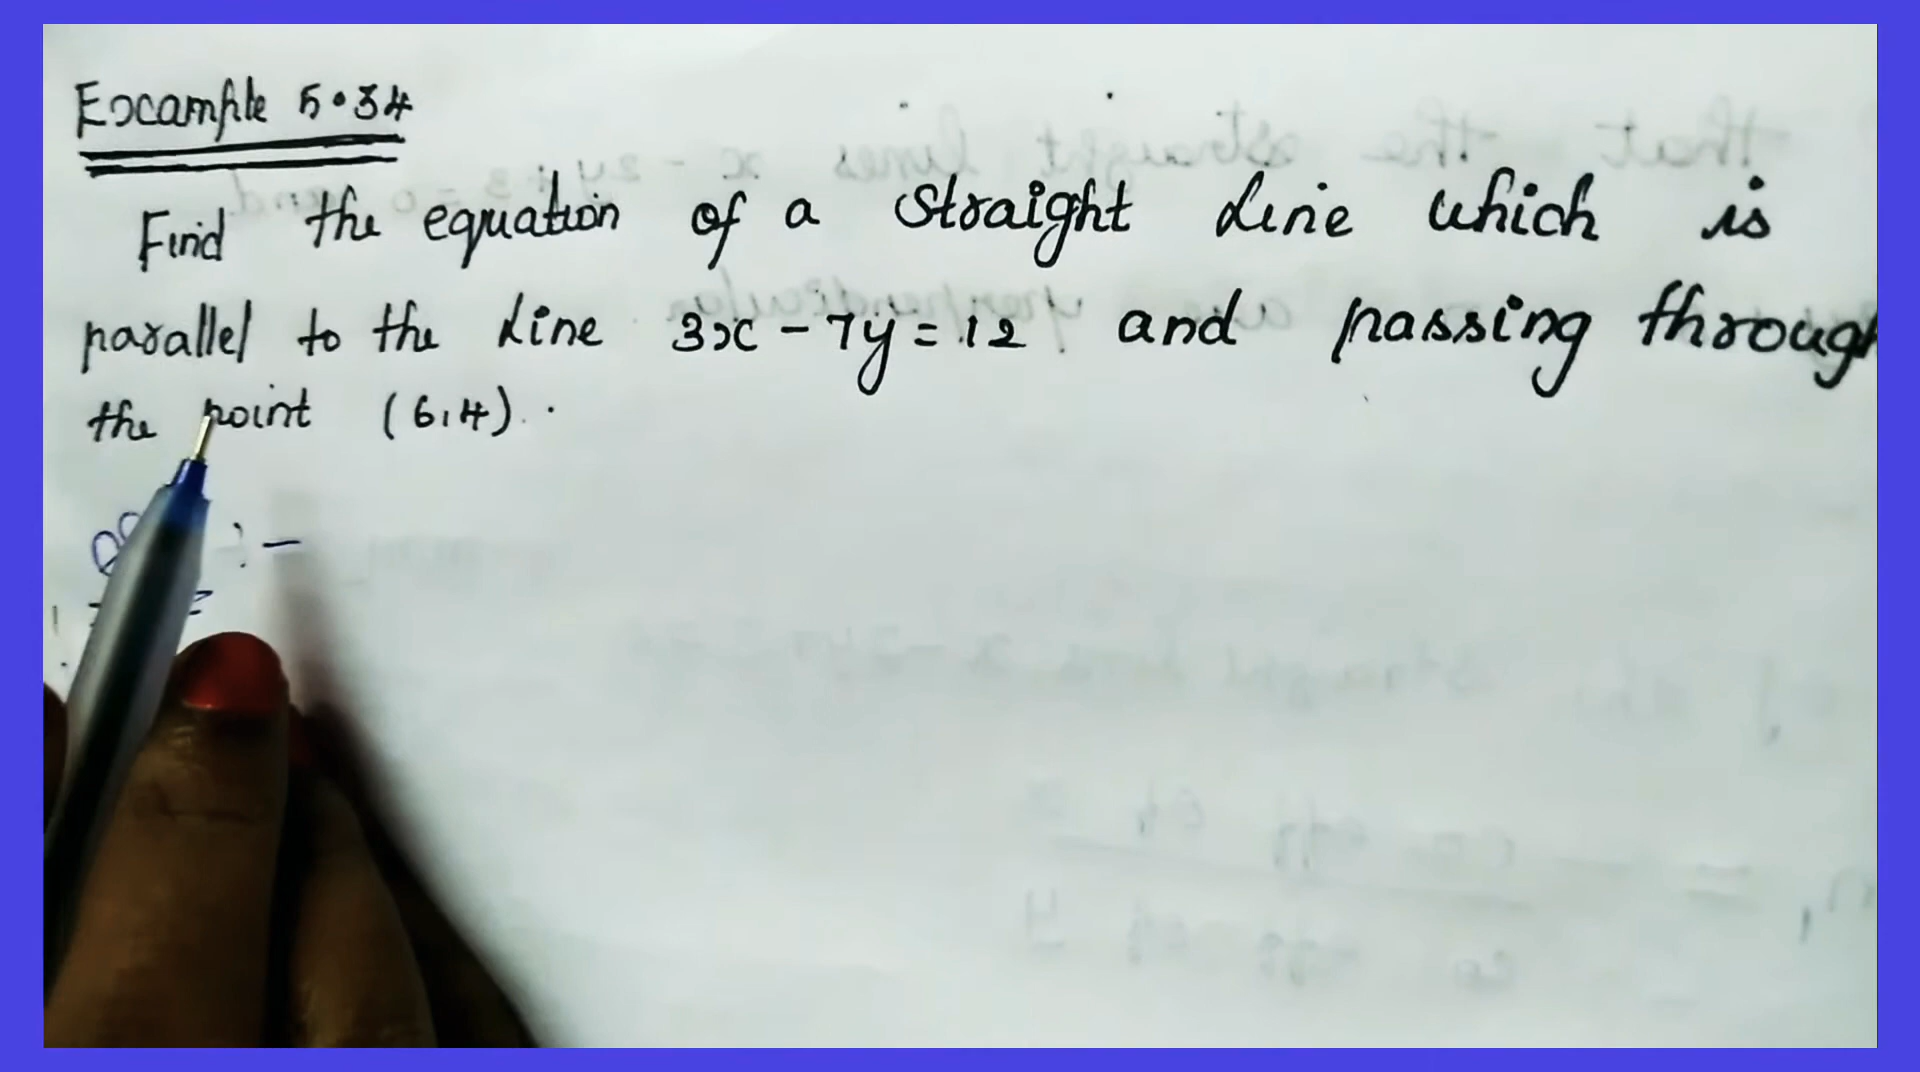 Example 5.34
Find the equation of a straight line which is
parallel to the line 3x - 7y = 12 and passing through
the point (6,4).
: -